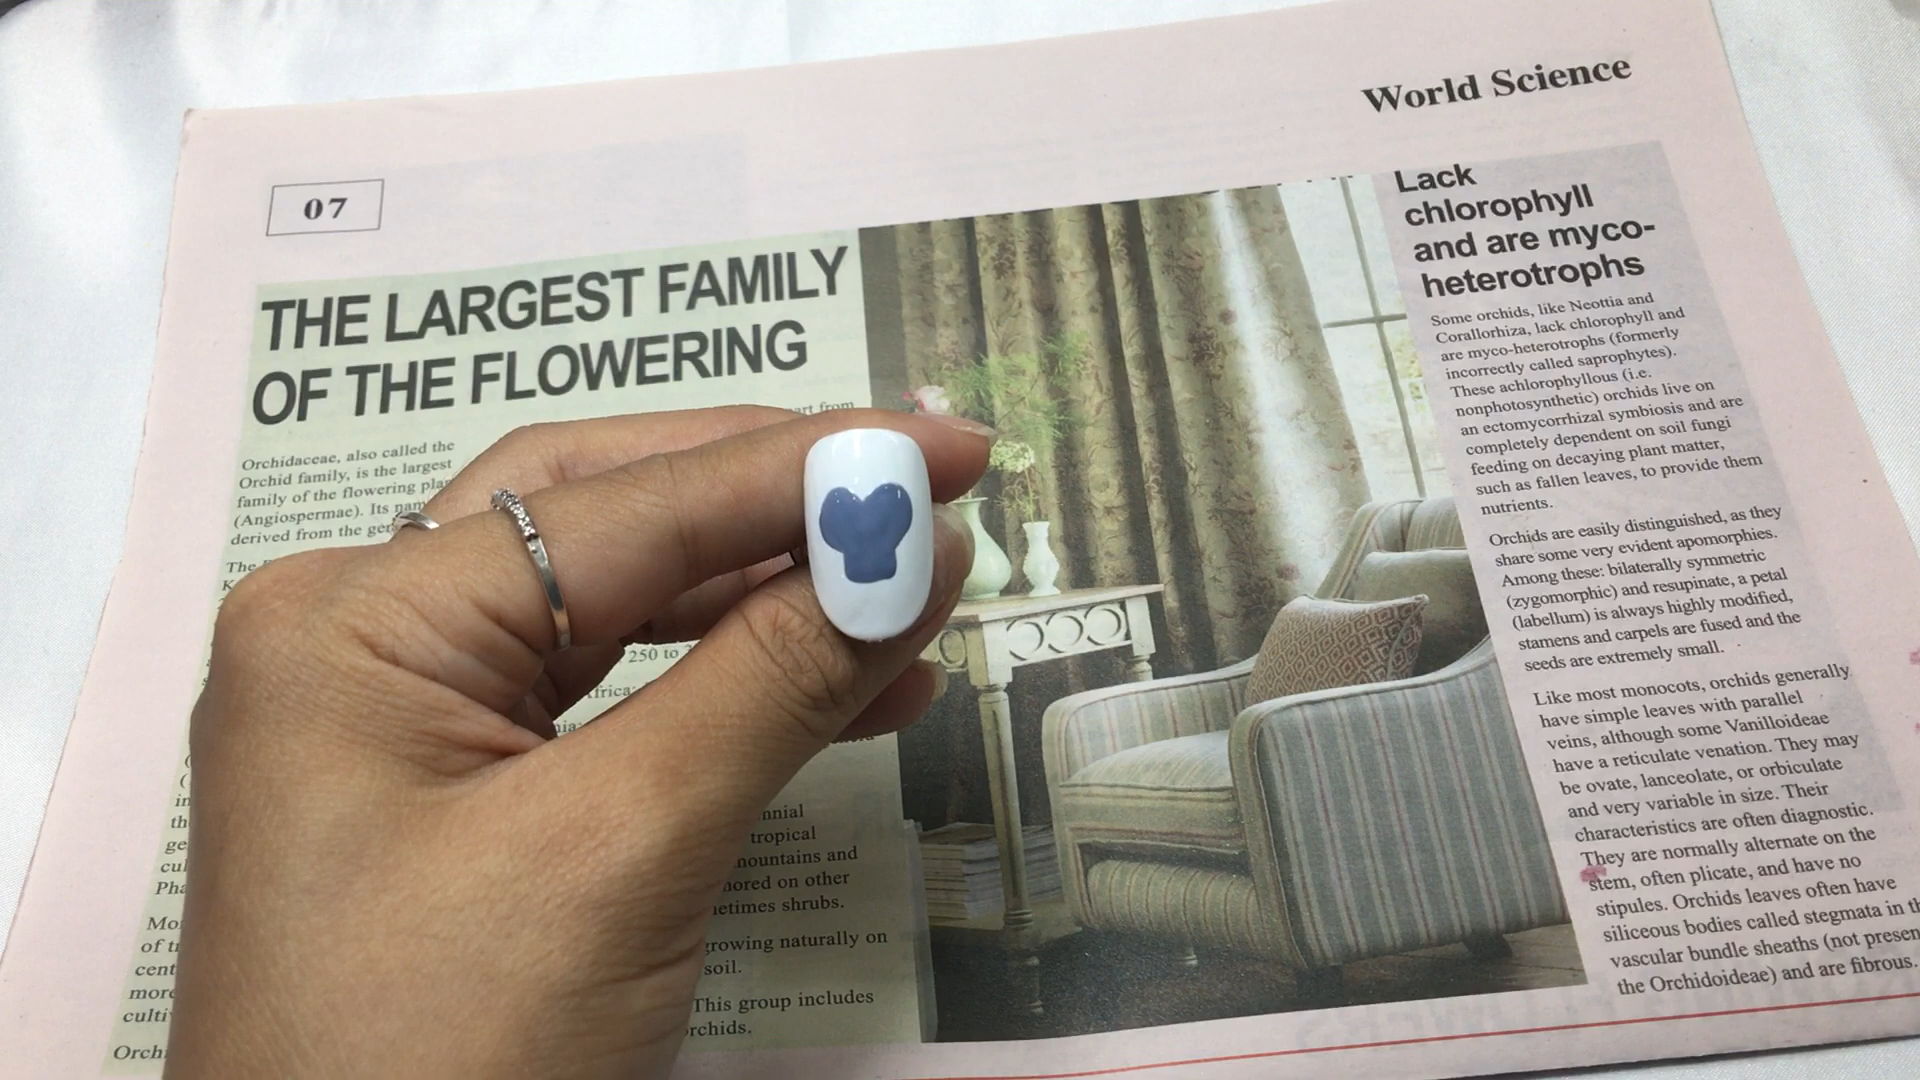 World Science
07
THE LARGEST FAMILY
OF THE FLOWERING
art from
Orchidaceae, also called the
Orchid family, is the largest
family of the flowering
(Angiospermae). Its
derived from the
The
250 to
nnial
tropical
mountains and
on other
shrubs.
growing naturally on
soil.
This group includes
Lack
chlorophyll
and are myco-
heterotrophs
Some orchids, like Neottia and
Corallorhiza, lack chlorophyll and
are myco-heterotrophs (formerly
incorrectly called saprophytes).
These achlorophyllous (i.e.
nonphotosynthetic) orchids live on
an ectomycorrhizal symbiosis and are
completely dependent on soil fungi
feeding on decaying plant matter,
such as fallen leaves, to provide them
nutrients.
Orchids are easily distinguished, as they
share some very evident apomorphies.
Among these: bilaterally symmetric
(zygomorphic) and resupinate, a petal
(labellum) is always highly modified,
stamens and carpels are fused and the
seeds are extremely small.
Like most monocots, orchids generally
have simple leaves with parallel
veins, although some Vanilloideae
have a reticulate venation. They may
be ovate, lanceolate, or orbiculate
and very variable in size. Their
characteristics are often diagnostic.
They are normally alternate on the
stem, often plicate, and have no
stipules. Orchids leaves often have
siliceous bodies called stegmata in
vascular bundle sheaths (not
the Orchidoideae) and are fibrous.